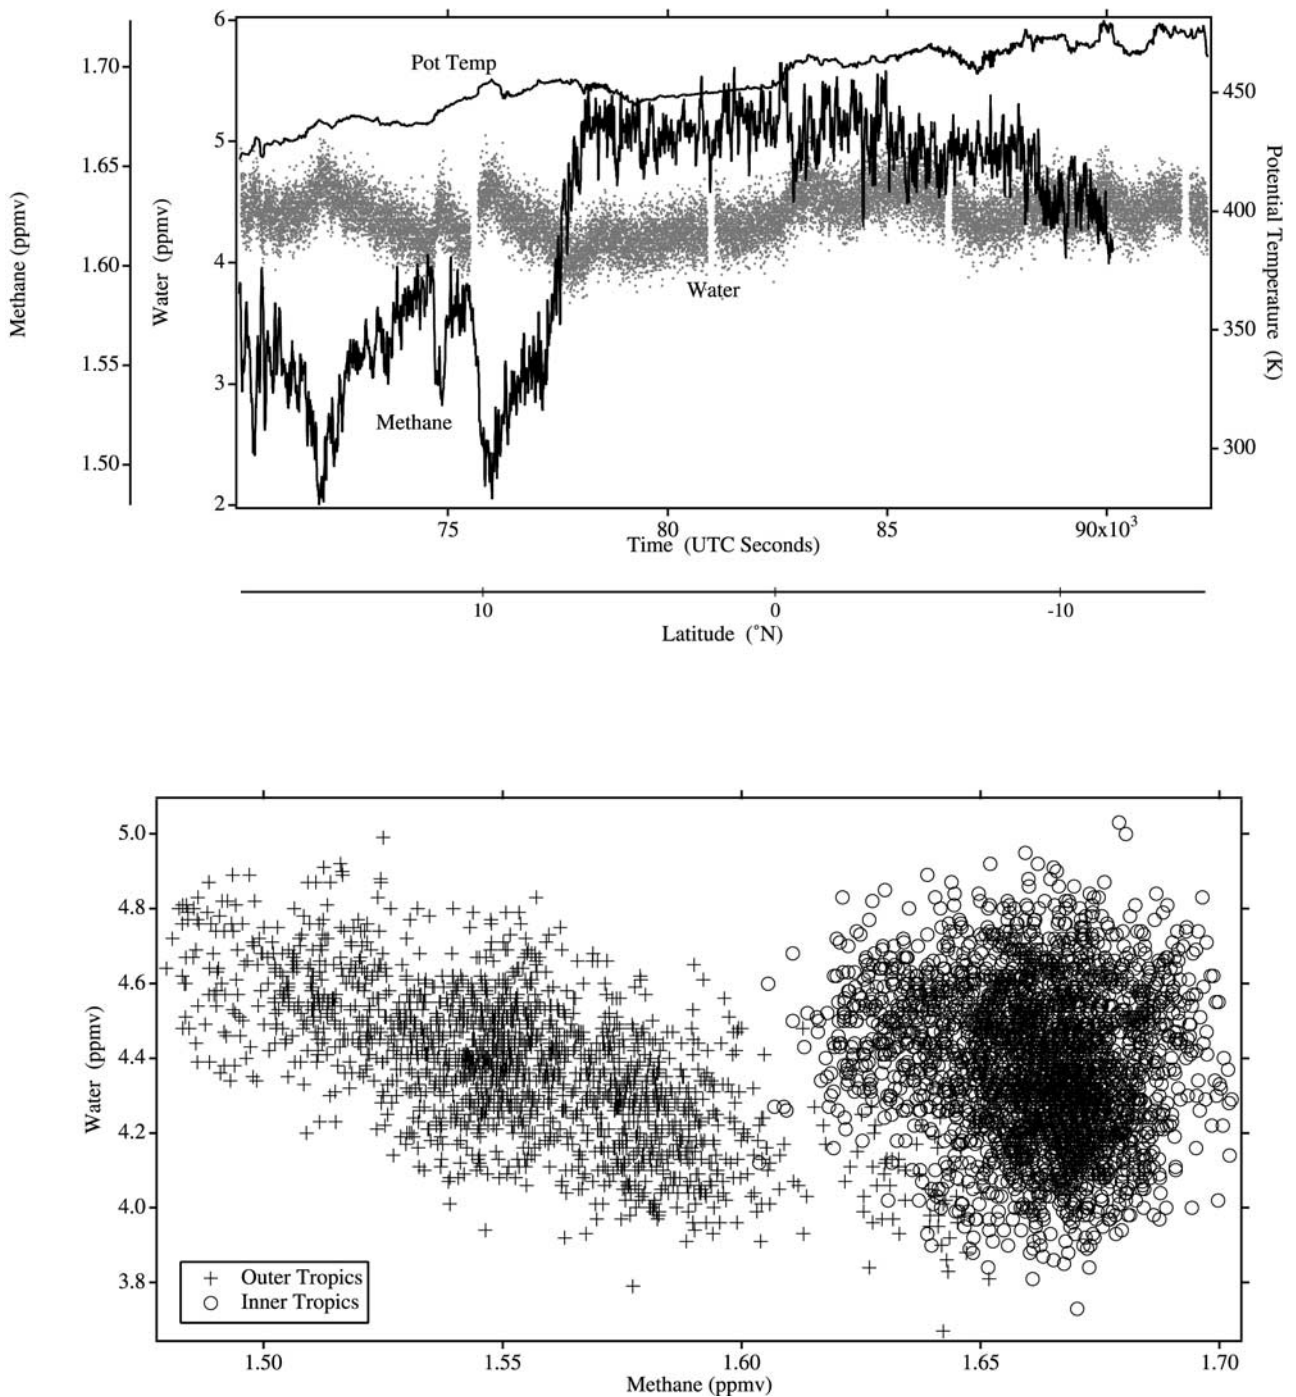 6
5
4
3
2
1.70
1.65
1.60
1.55
1.50
Methane (ppmv)
Water (ppmv)
Pot Temp
Water
Methane
450
400
350
300
Potential Temperature (K)
75 80 85 90x10³
Time (UTC Seconds)
10 0 -10
Latitude (˚N)
5.0
4.8
4.6
4.4
4.2
4.0
3.8
Water (ppmv)
Outer Tropics
Inner Tropics
1.50 1.55 1.60 1.65 1.70
Methane (ppmv)